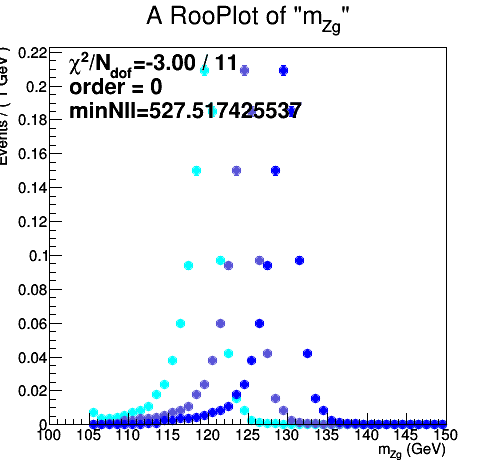 A RooPlot of "m_Zg"
χ²/N_dof=-3.00 / 11
order = 0
minNll=527.517425537
Events / ( 1 GeV )
0.22
0.2
0.18
0.16
0.14
0.12
0.1
0.08
0.06
0.04
0.02
0
100 105 110 115 120 125 130 135 140 145 150
m_Zg (GeV)